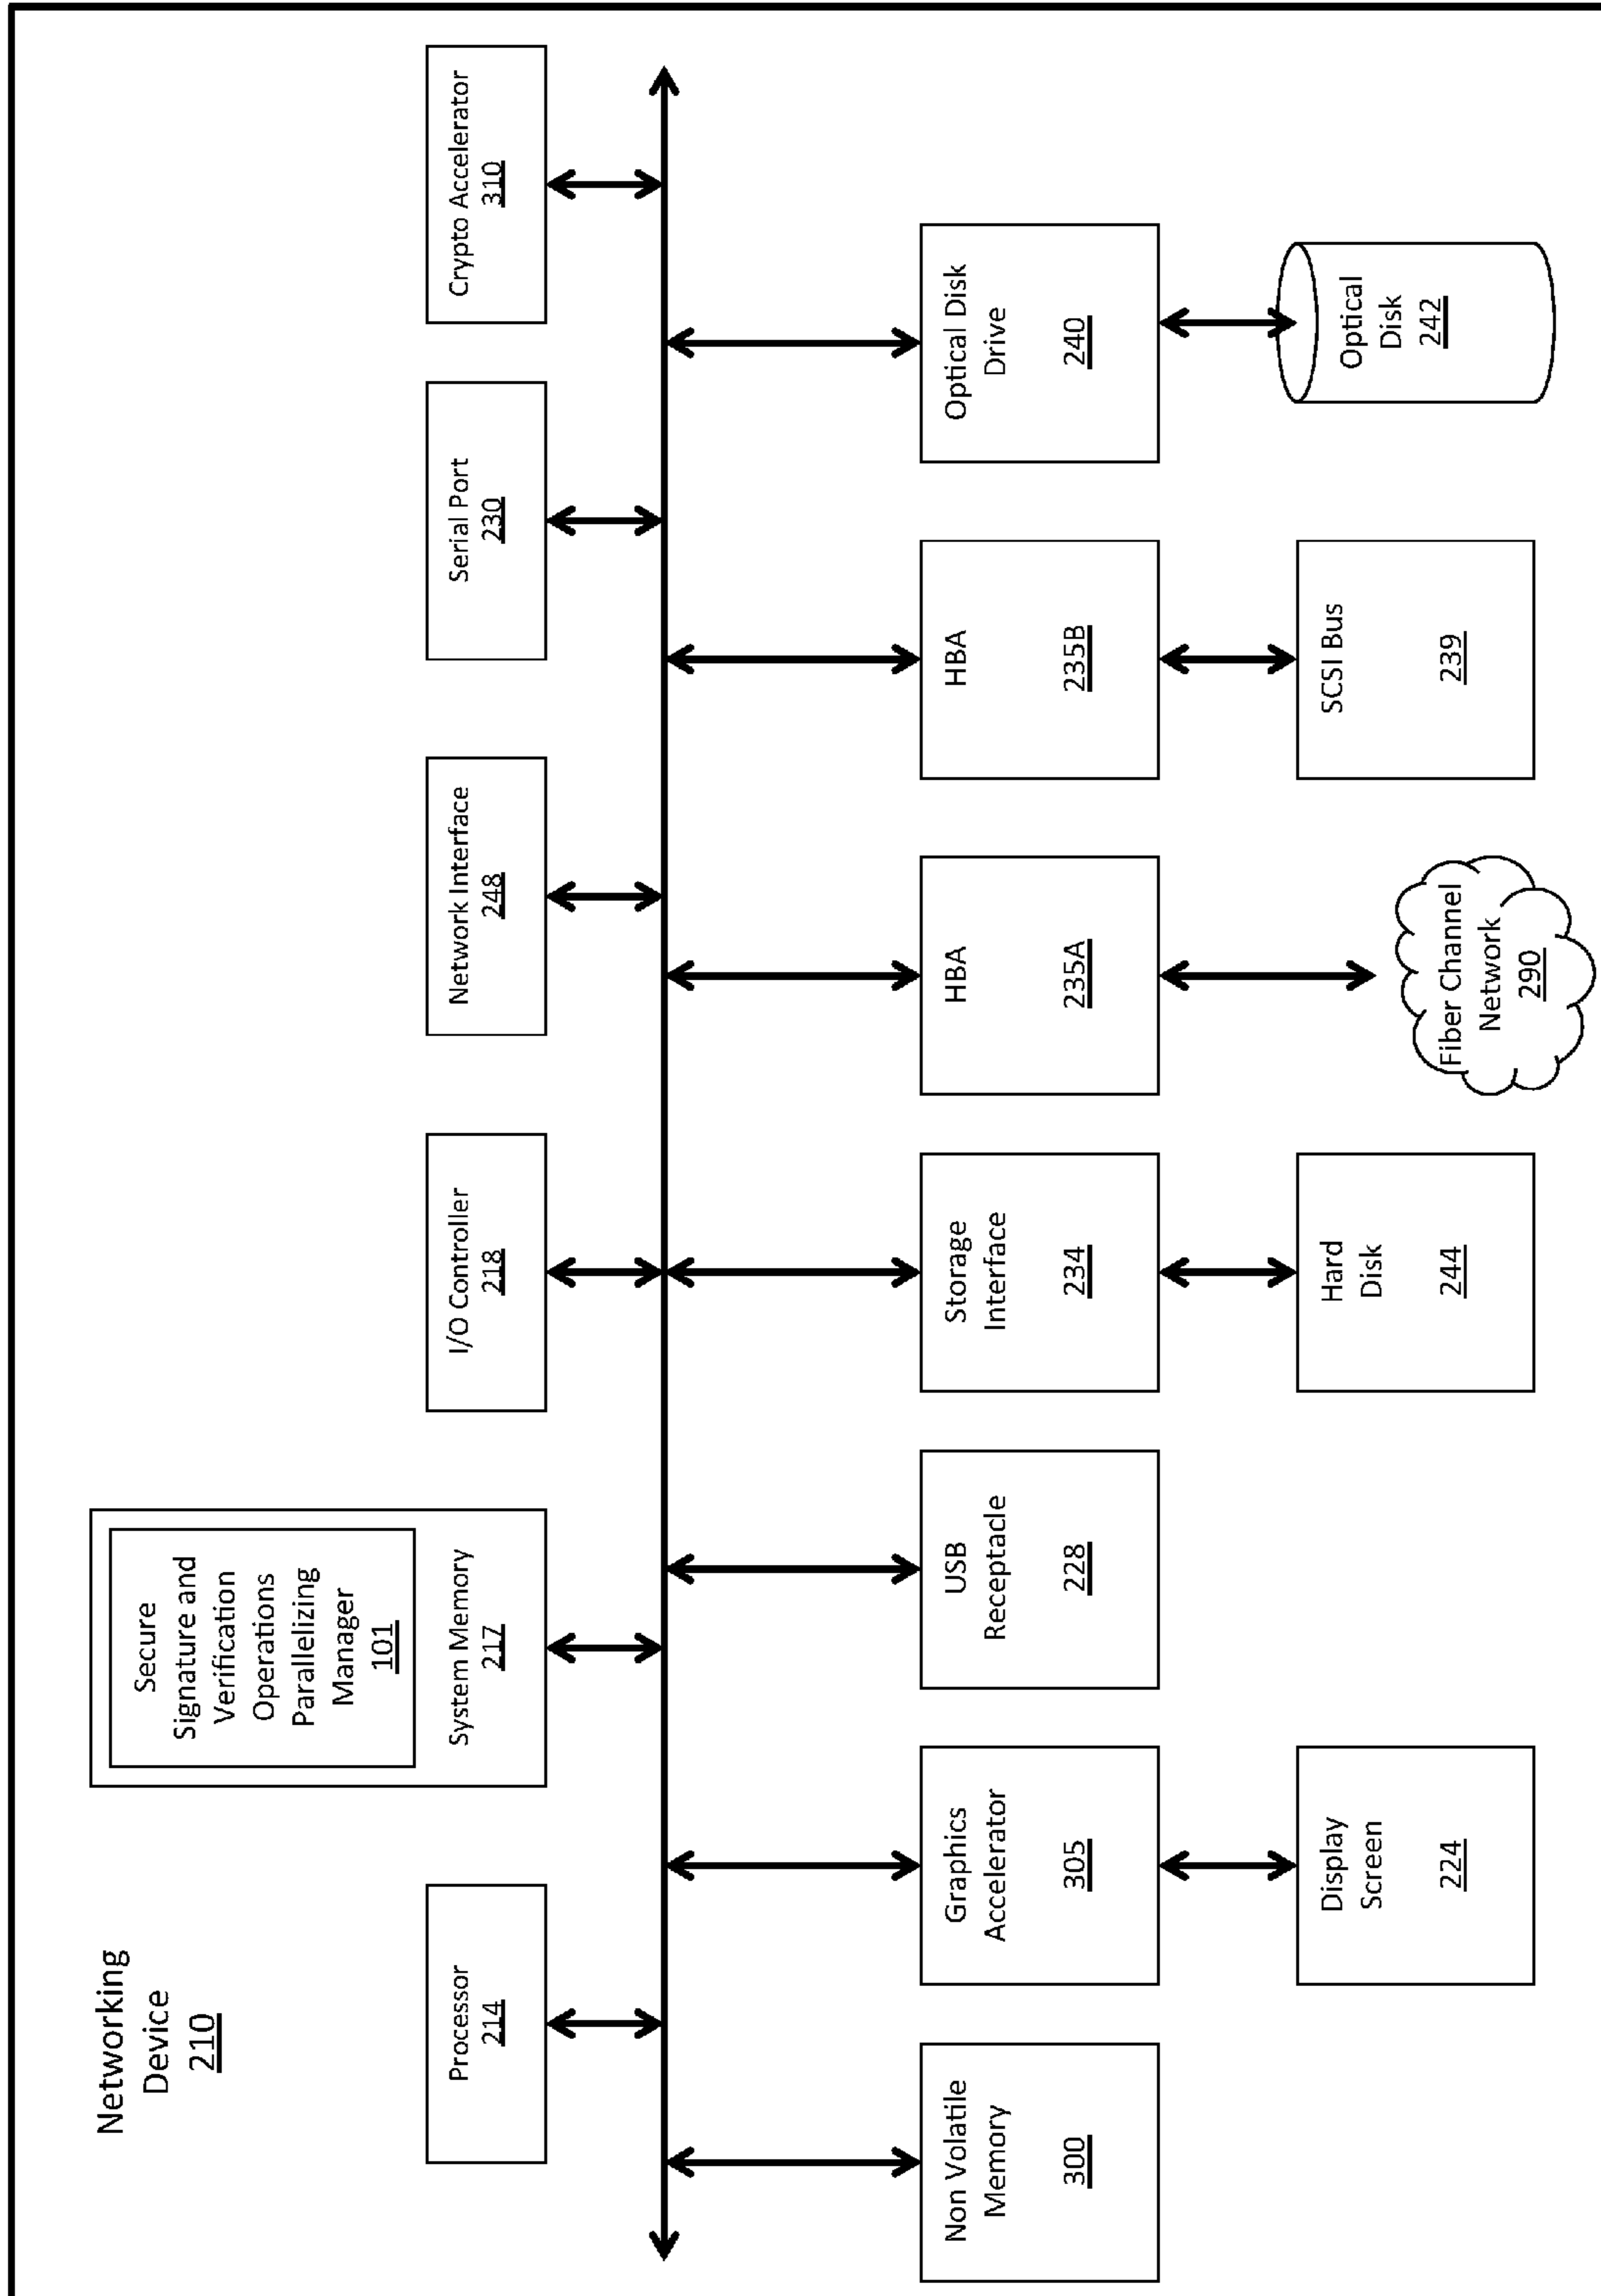 Networking
Device
210
Secure
Signature and
Verification
Operations
Parallelizing
Manager
101
System Memory
217
Processor
214
I/O Controller
218
Network Interface
248
Serial Port
230
Crypto Accelerator
310
Non Volatile
Memory
300
Graphics
Accelerator
305
USB
Receptacle
228
Storage
Interface
234
HBA
235A
HBA
235B
Optical Disk
Drive
240
Display
Screen
224
Hard
Disk
244
Fiber Channel
Network
290
SCSI Bus
239
Optical
Disk
242